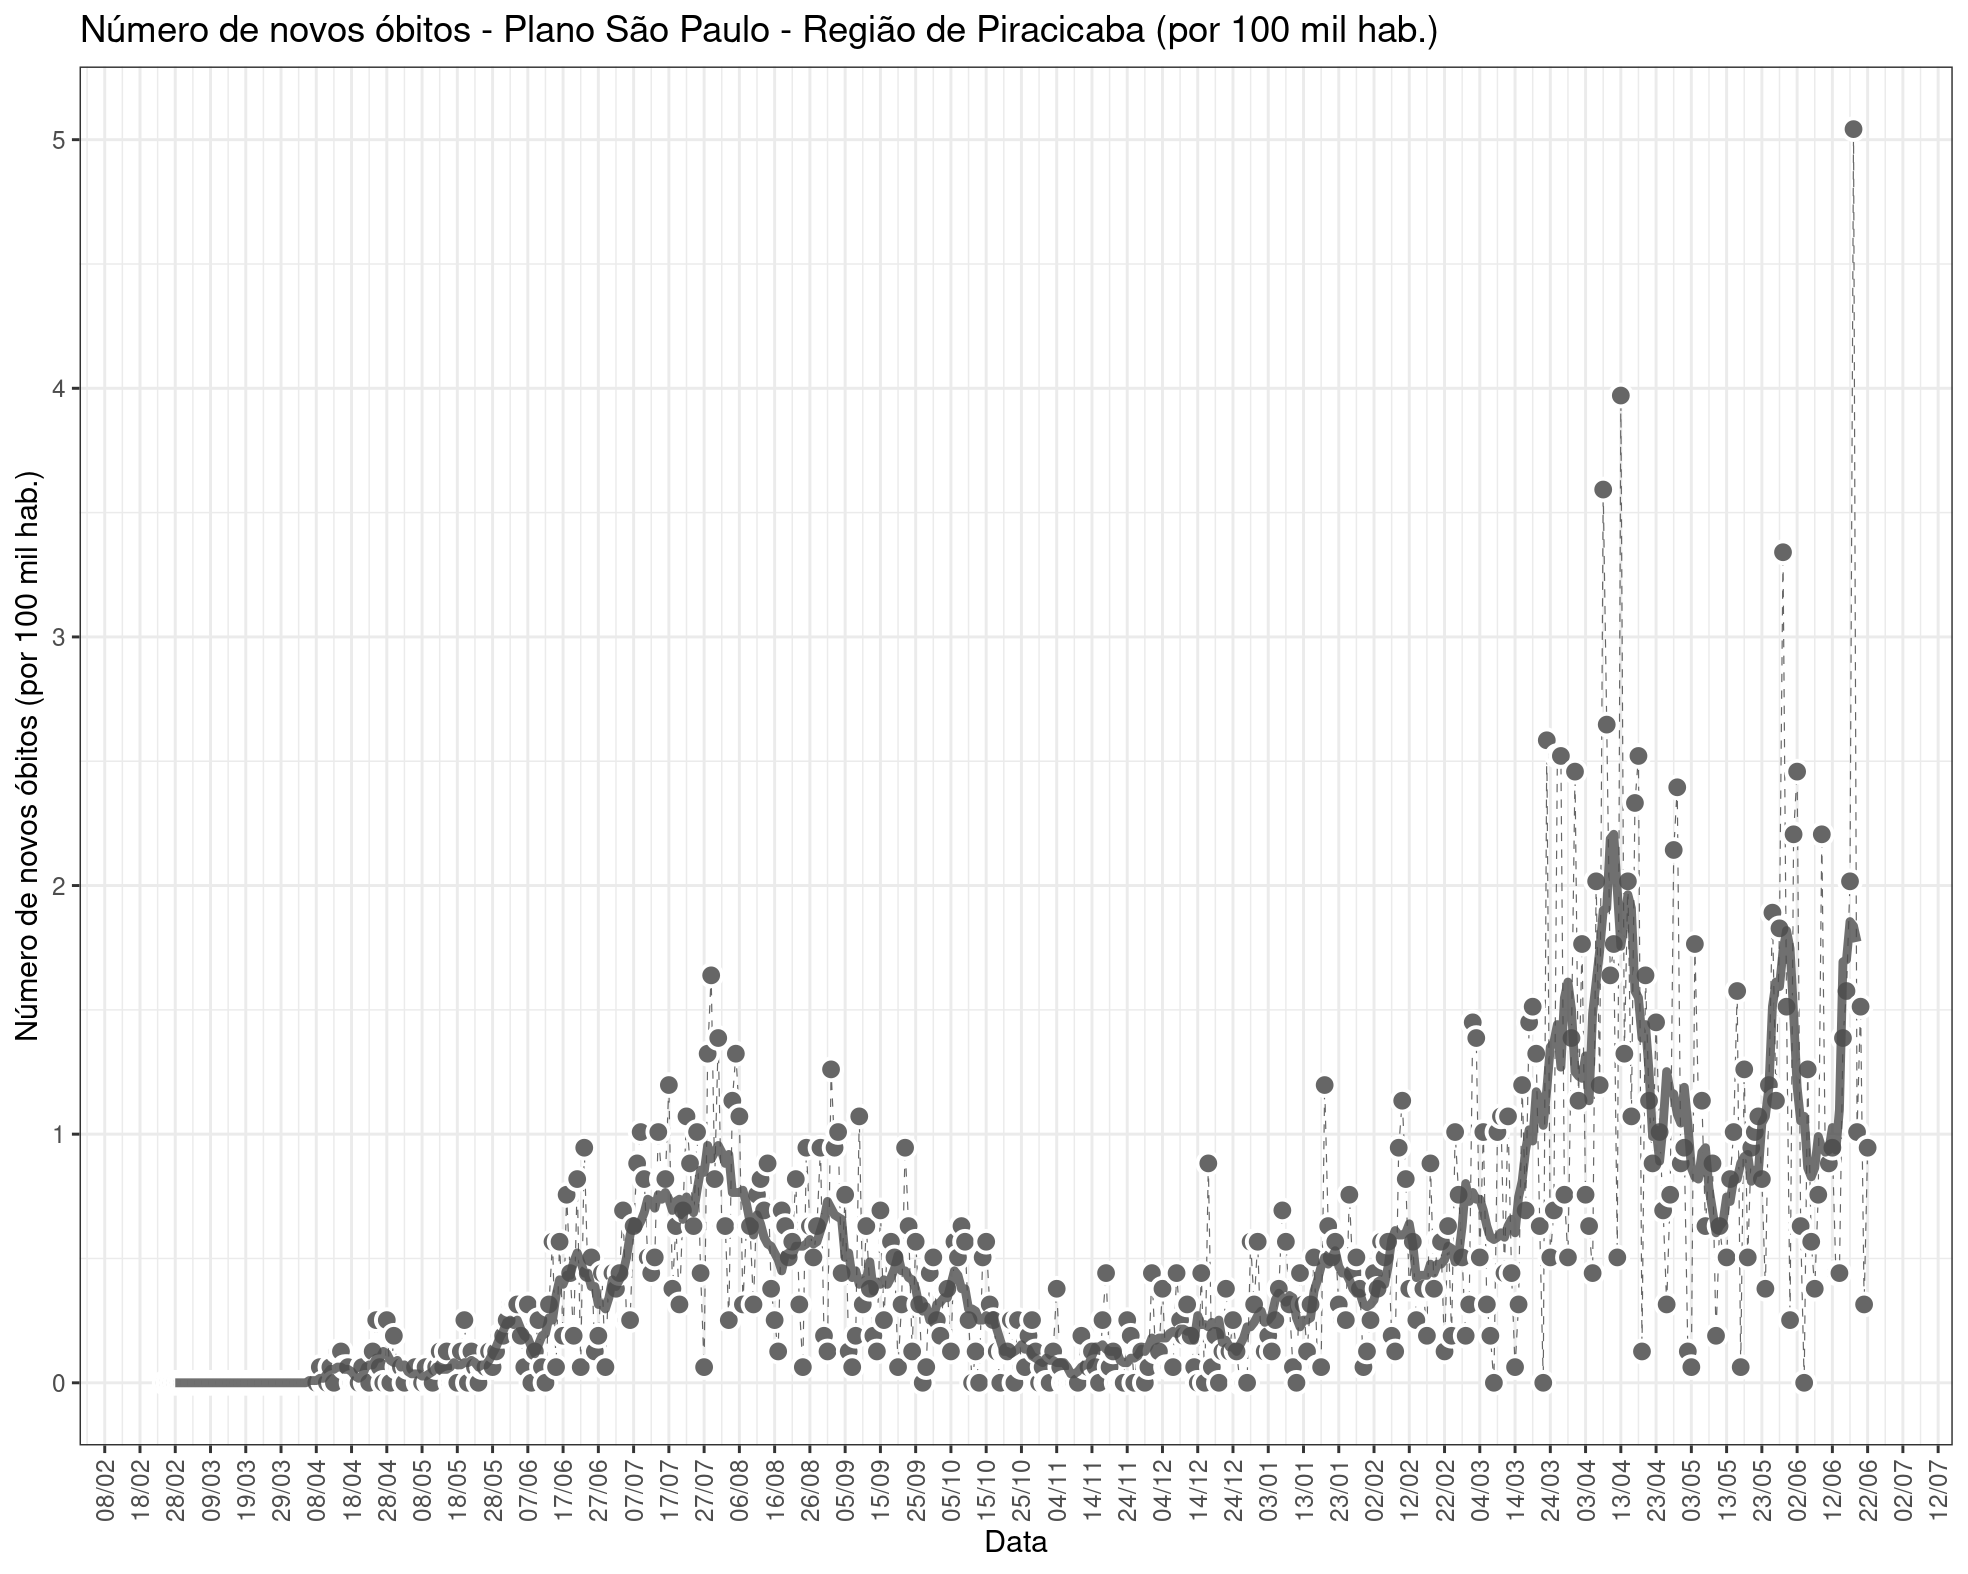 Número de novos óbitos - Plano São Paulo - Região de Piracicaba (por 100 mil hab.)
Número de novos óbitos (por 100 mil hab.)
5
4
3
2
1
0
08/02 18/02 28/02 09/03 19/03 29/03 08/04 18/04 28/04 08/05 18/05 28/05 07/06 17/06 27/06 07/07 17/07 27/07 06/08 16/08 26/08 05/09 15/09 25/09 05/10 15/10 25/10 04/11 14/11 24/11 04/12 14/12 24/12 03/01 13/01 23/01 02/02 12/02 22/02 04/03 14/03 24/03 03/04 13/04 23/04 03/05 13/05 23/05 02/06 12/06 22/06 02/07 12/07
Data